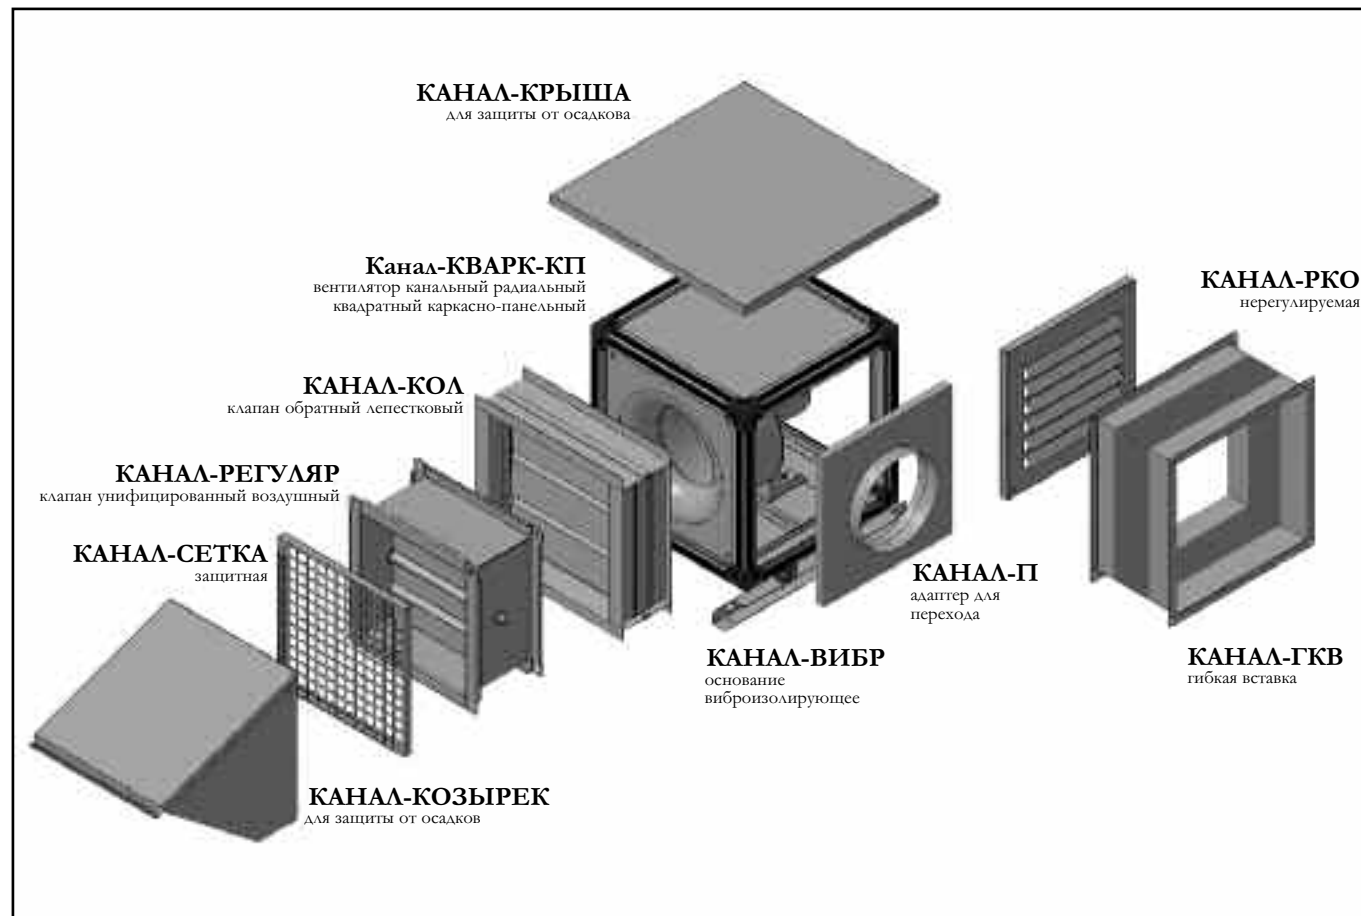 КАНАЛ-КРЫША
для защиты от осадкова
Канал-КВАРК-КП
вентилятор канальный радиальный
квадратный каркасно-панельный
КАНАЛ-РКО
нерегулируемая
КАНАЛ-КОЛ
клапан обратный лепестковый
КАНАЛ-РЕГУЛЯР
клапан унифицированный воздушный
КАНАЛ-СЕТКА
защитная
КАНАЛ-П
адаптер для
перехода
КАНАЛ-ВИБР
основание
виброизолирующее
КАНАЛ-ГКВ
гибкая вставка
КАНАЛ-КОЗЫРЕК
для защиты от осадков